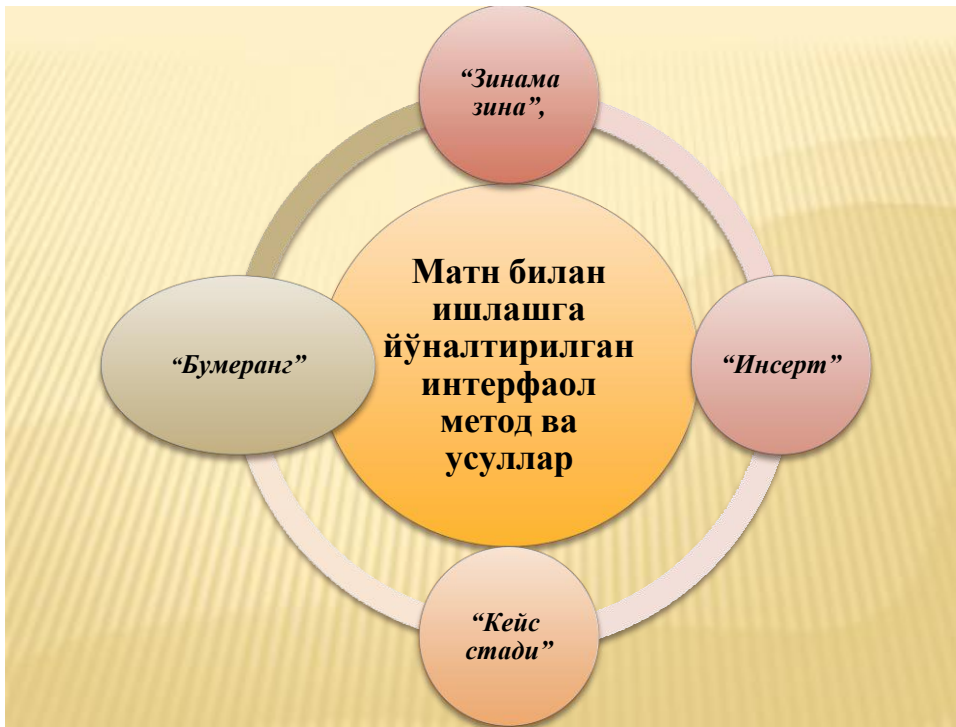 “Зинама
зина”,
Матн билан
ишлашга
йўналтирилган
интерфаол
метод ва
усуллар
“Бумеранг”
“Инсерт”
“Кейс
стади”